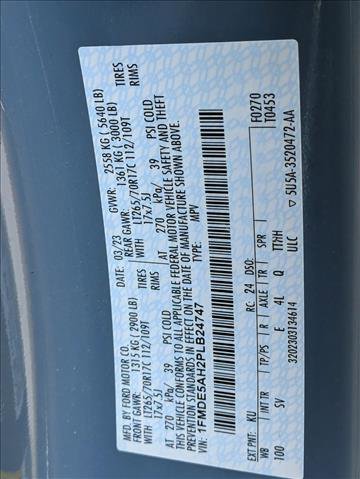 MFD. BY FORD MOTOR CO.
DATE: 03/23 GVWR: 2558 KG ( 5640 LB)
FRONT GAWR: 1315 KG ( 2900 LB) REAR GAWR: 1361 KG ( 3000 LB)
WITH LT265/70R17C 112/109T TIRES
17x7.5J RIMS
AT 270 kPa/ 39 PSI COLD
WITH LT265/70R17C 112/109T TIRES
17x7.5J RIMS
AT 270 kPa/ 39 PSI COLD
THIS VEHICLE CONFORMS TO ALL APPLICABLE FEDERAL MOTOR VEHICLE SAFETY AND THEFT
PREVENTION STANDARDS IN EFFECT ON THE DATE OF MANUFACTURE SHOWN ABOVE.
VIN: 1FMDE5AH2PLB24747
TYPE: MPV
F0270
T0453
EXT PNT: KU RC: 24 DSO:
WB INT TR TP/PS R AXLE TR SPR
100 SV E 4L Q TTHH
3202303134614 ULC
▽ 5U5A-3520472-AA